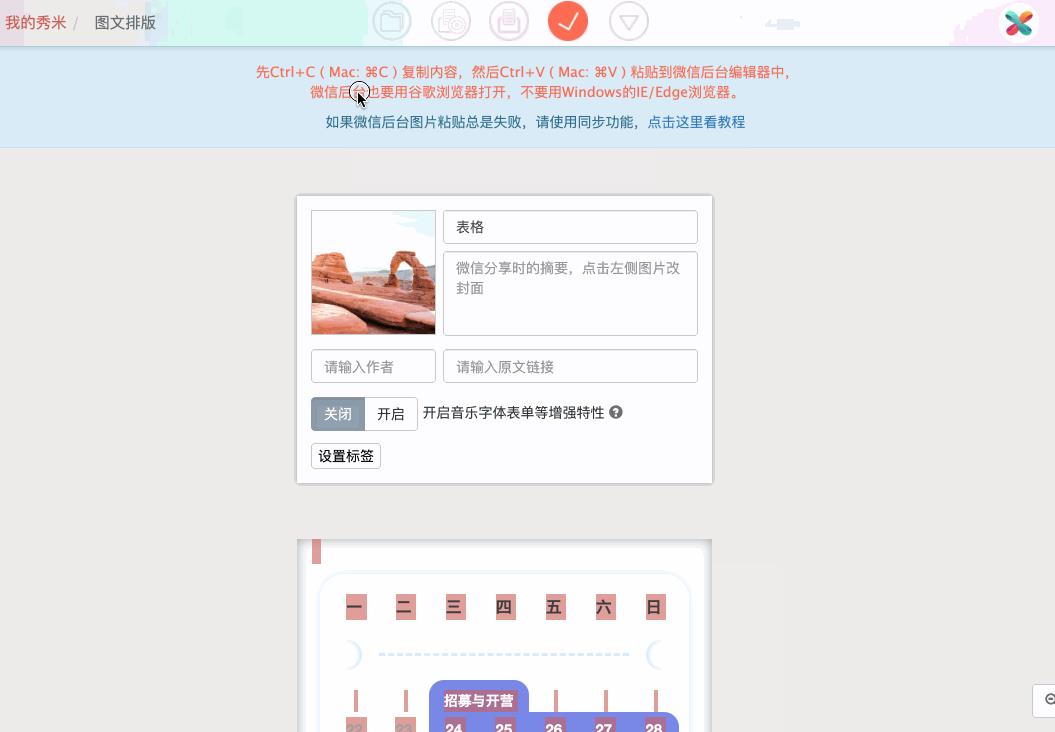 我的秀米 / 图文排版
先Ctrl+C ( Mac: ⌘C ) 复制内容，然后Ctrl+V ( Mac: ⌘V ) 粘贴到微信后台编辑器中，
微信后台也要用谷歌浏览器打开，不要用Windows的IE/Edge浏览器。
如果微信后台图片粘贴总是失败，请使用同步功能，点击这里看教程
表格
微信分享时的摘要，点击左侧图片改
封面
请输入作者 请输入原文链接
关闭 开启 开启音乐字体表单等增强特性 ?
设置标签
一 二 三 四 五 六 日
招募与开营
22 23 24 25 26 27 28